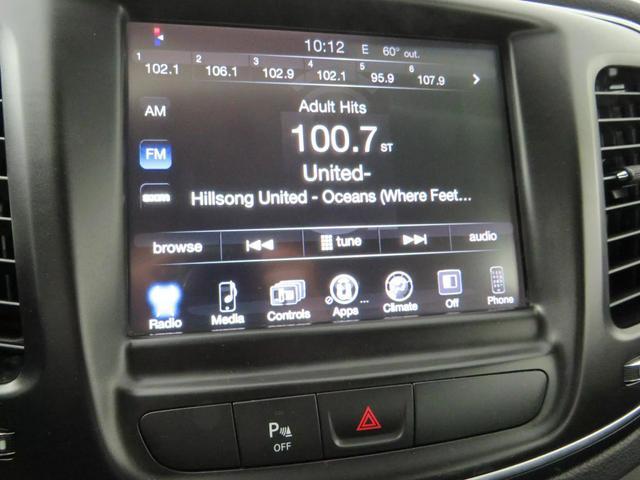 10:12 E 60° out.
1 102.1 2 106.1 3 102.9 4 102.1 5 95.9 6 107.9
AM
Adult Hits
FM
100.7 ST
United-
Hillsong United - Oceans (Where Feet...
browse tune audio
Radio Media Controls Apps ... Climate Off Phone
P OFF